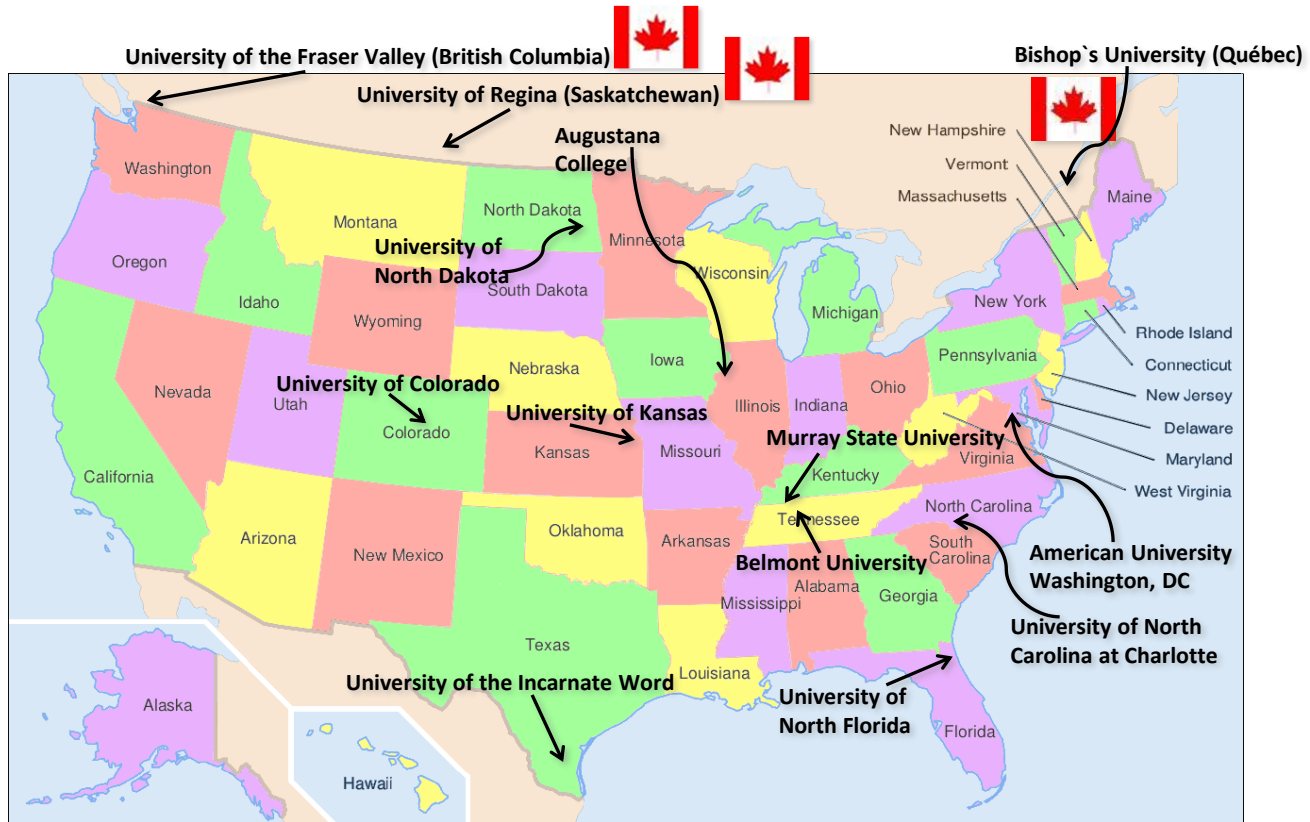 University of the Fraser Valley (British Columbia)
Bishop`s University (Québec)
University of Regina (Saskatchewan)
Augustana
College
New Hampshire
Vermont
Massachusetts
Washington
Montana
North Dakota
Minnesota
Maine
University of
North Dakota
Oregon
Idaho
Wyoming
South Dakota
Wisconsin
Michigan
New York
Rhode Island
Connecticut
New Jersey
Delaware
Maryland
West Virginia
Nebraska
Iowa
Pennsylvania
Nevada
Utah
University of Colorado
Colorado
University of Kansas
Kansas
Missouri
Illinois
Indiana
Ohio
Murray State University
Virginia
Kentucky
California
Arizona
New Mexico
Oklahoma
Arkansas
Tennessee
North Carolina
South
Carolina
Belmont University
American University
Washington, DC
Mississippi
Alabama
Georgia
University of North
Carolina at Charlotte
Texas
Louisiana
University of the Incarnate Word
University of
North Florida
Florida
Alaska
Hawaii